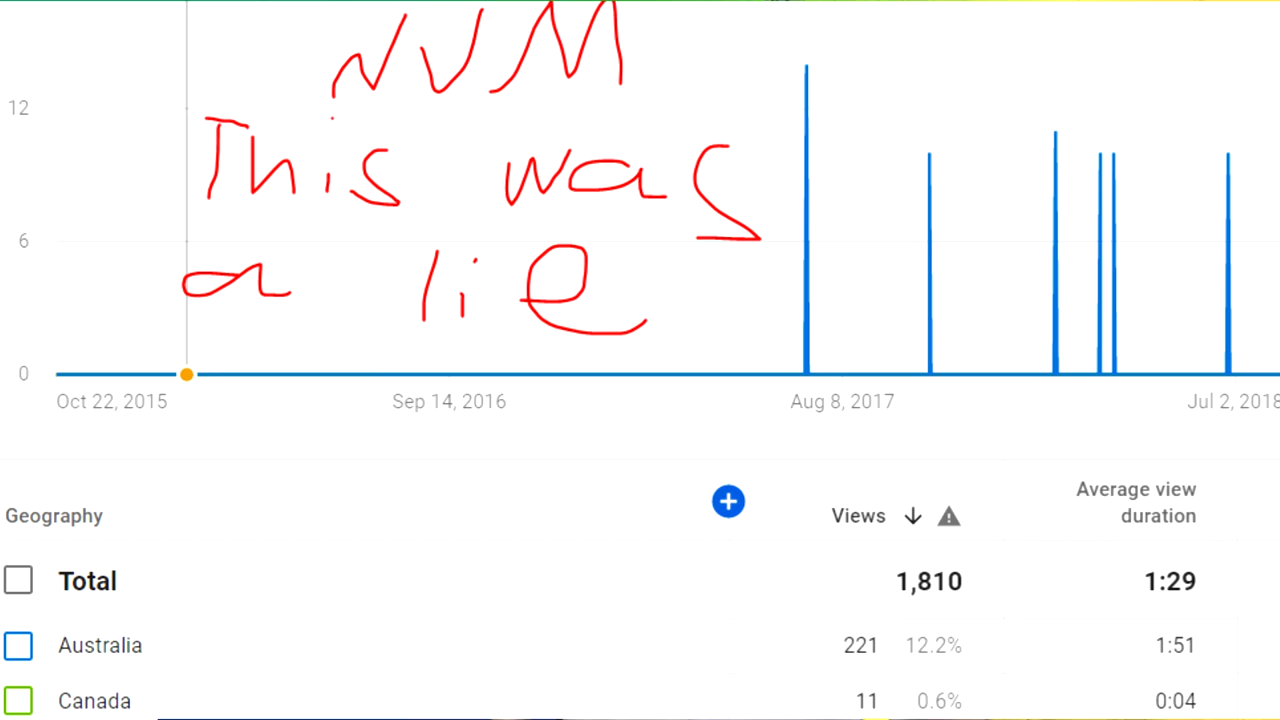 NVM
12
This was
6
a lie
0
Oct 22, 2015 Sep 14, 2016 Aug 8, 2017 Jul 2, 2018
Average view
Geography Views duration
Total 1,810 1:29
Australia 221 12.2% 1:51
Canada 11 0.6% 0:04